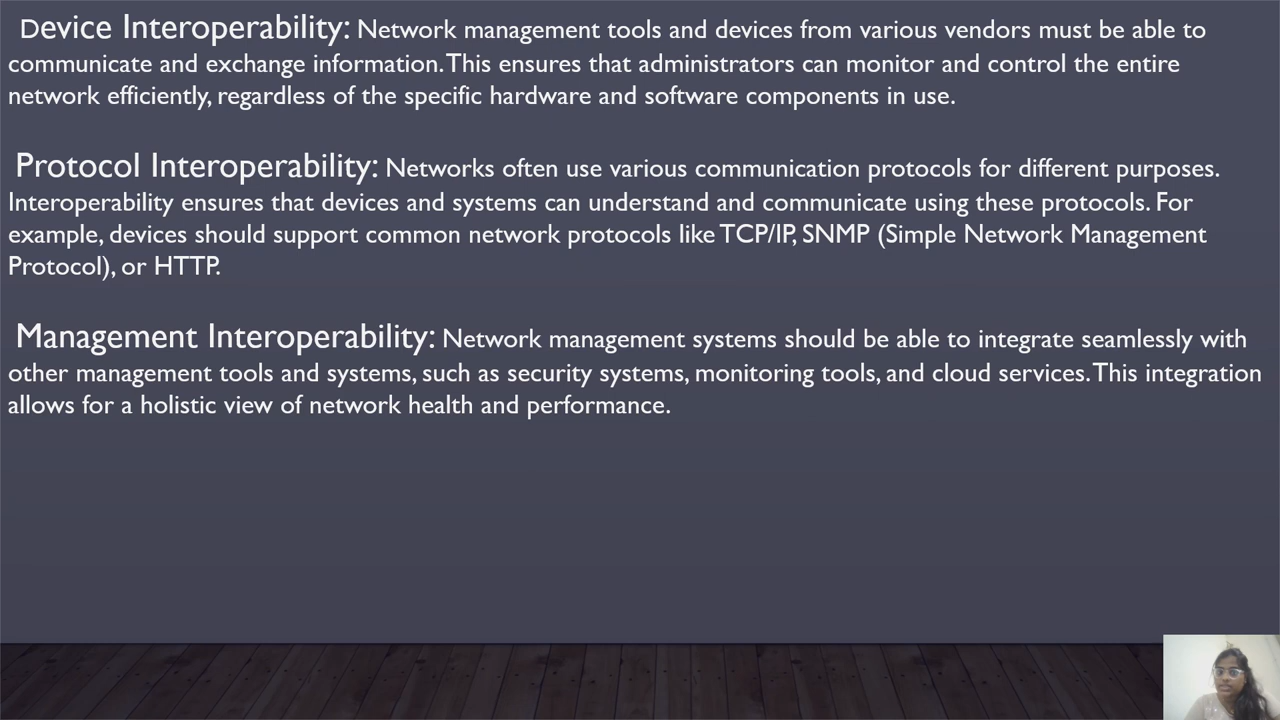 Device Interoperability: Network management tools and devices from various vendors must be able to
communicate and exchange information. This ensures that administrators can monitor and control the entire
network efficiently, regardless of the specific hardware and software components in use.
Protocol Interoperability: Networks often use various communication protocols for different purposes.
Interoperability ensures that devices and systems can understand and communicate using these protocols. For
example, devices should support common network protocols like TCP/IP, SNMP (Simple Network Management
Protocol), or HTTP.
Management Interoperability: Network management systems should be able to integrate seamlessly with
other management tools and systems, such as security systems, monitoring tools, and cloud services. This integration
allows for a holistic view of network health and performance.